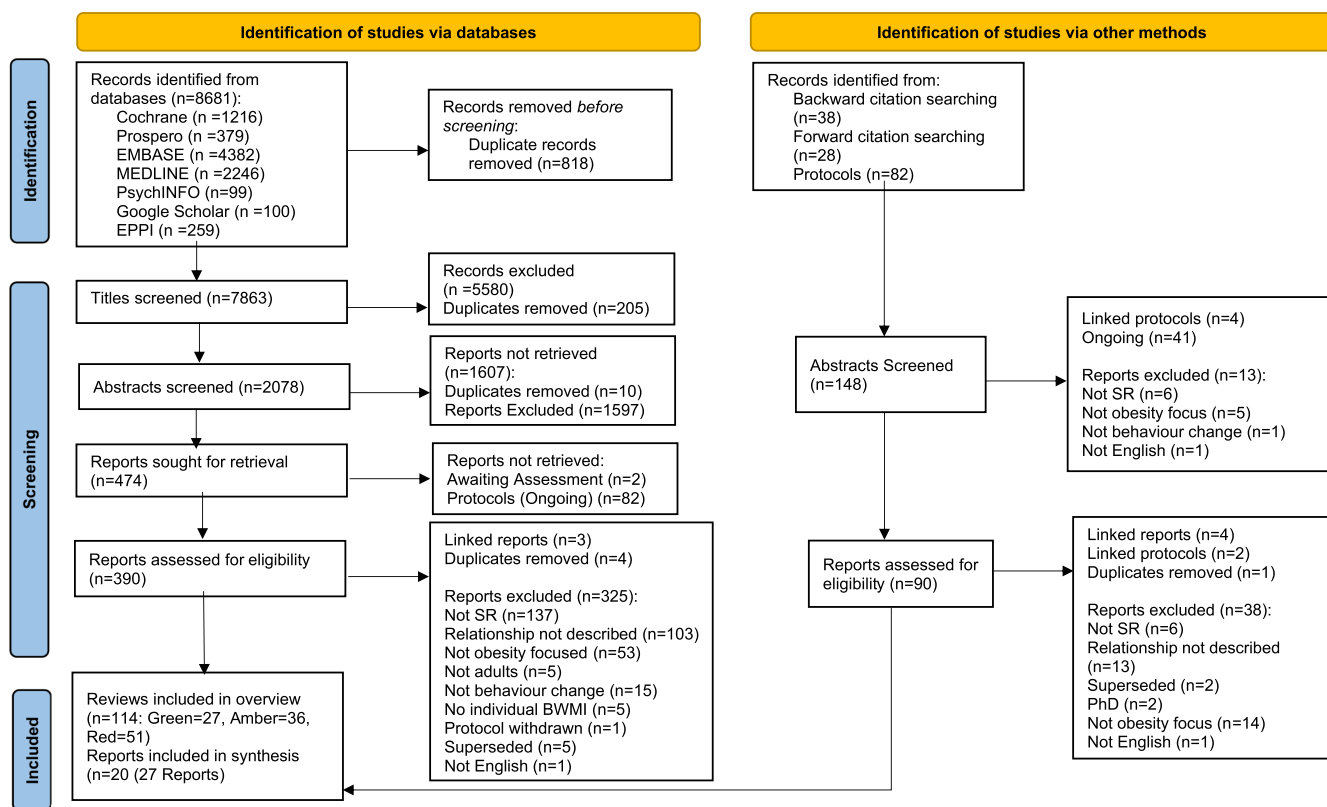 Identification of studies via databases
Identification of studies via other methods
Identification
Records identified from
databases (n=8681):
Cochrane (n =1216)
Prospero (n =379)
EMBASE (n =4382)
MEDLINE (n =2246)
PsychINFO (n=99)
Google Scholar (n =100)
EPPI (n =259)
Records removed before
screening:
Duplicate records
removed (n=818)
Records identified from:
Backward citation searching
(n=38)
Forward citation searching
(n=28)
Protocols (n=82)
Screening
Titles screened (n=7863)
Records excluded
(n =5580)
Duplicates removed (n=205)
Abstracts screened (n=2078)
Reports not retrieved
(n=1607):
Duplicates removed (n=10)
Reports Excluded (n=1597)
Abstracts Screened
(n=148)
Linked protocols (n=4)
Ongoing (n=41)
Reports excluded (n=13):
Not SR (n=6)
Not obesity focus (n=5)
Not behaviour change (n=1)
Not English (n=1)
Reports sought for retrieval
(n=474)
Reports not retrieved:
Awaiting Assessment (n=2)
Protocols (Ongoing) (n=82)
Reports assessed for eligibility
(n=390)
Linked reports (n=3)
Duplicates removed (n=4)
Reports excluded (n=325):
Not SR (n=137)
Relationship not described (n=103)
Not obesity focused (n=53)
Not adults (n=5)
Not behaviour change (n=15)
No individual BWMI (n=5)
Protocol withdrawn (n=1)
Superseded (n=5)
Not English (n=1)
Reports assessed for
eligibility (n=90)
Linked reports (n=4)
Linked protocols (n=2)
Duplicates removed (n=1)
Reports excluded (n=38):
Not SR (n=6)
Relationship not described
(n=13)
Superseded (n=2)
PhD (n=2)
Not obesity focus (n=14)
Not English (n=1)
Included
Reviews included in overview
(n=114: Green=27, Amber=36,
Red=51)
Reports included in synthesis
(n=20 (27 Reports)